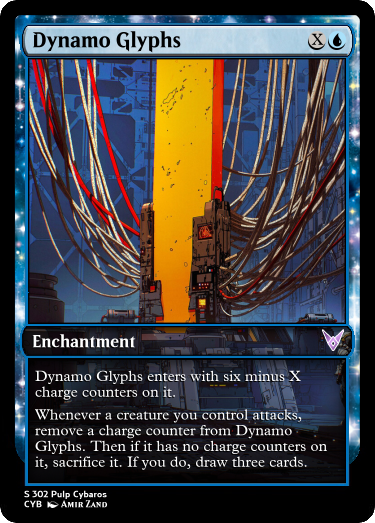 Dynamo Glyphs X
Enchantment
Dynamo Glyphs enters with six minus X
charge counters on it.
Whenever a creature you control attacks,
remove a charge counter from Dynamo
Glyphs. Then if it has no charge counters on
it, sacrifice it. If you do, draw three cards.
S 302 Pulp Cybaros
CYB Amir Zand